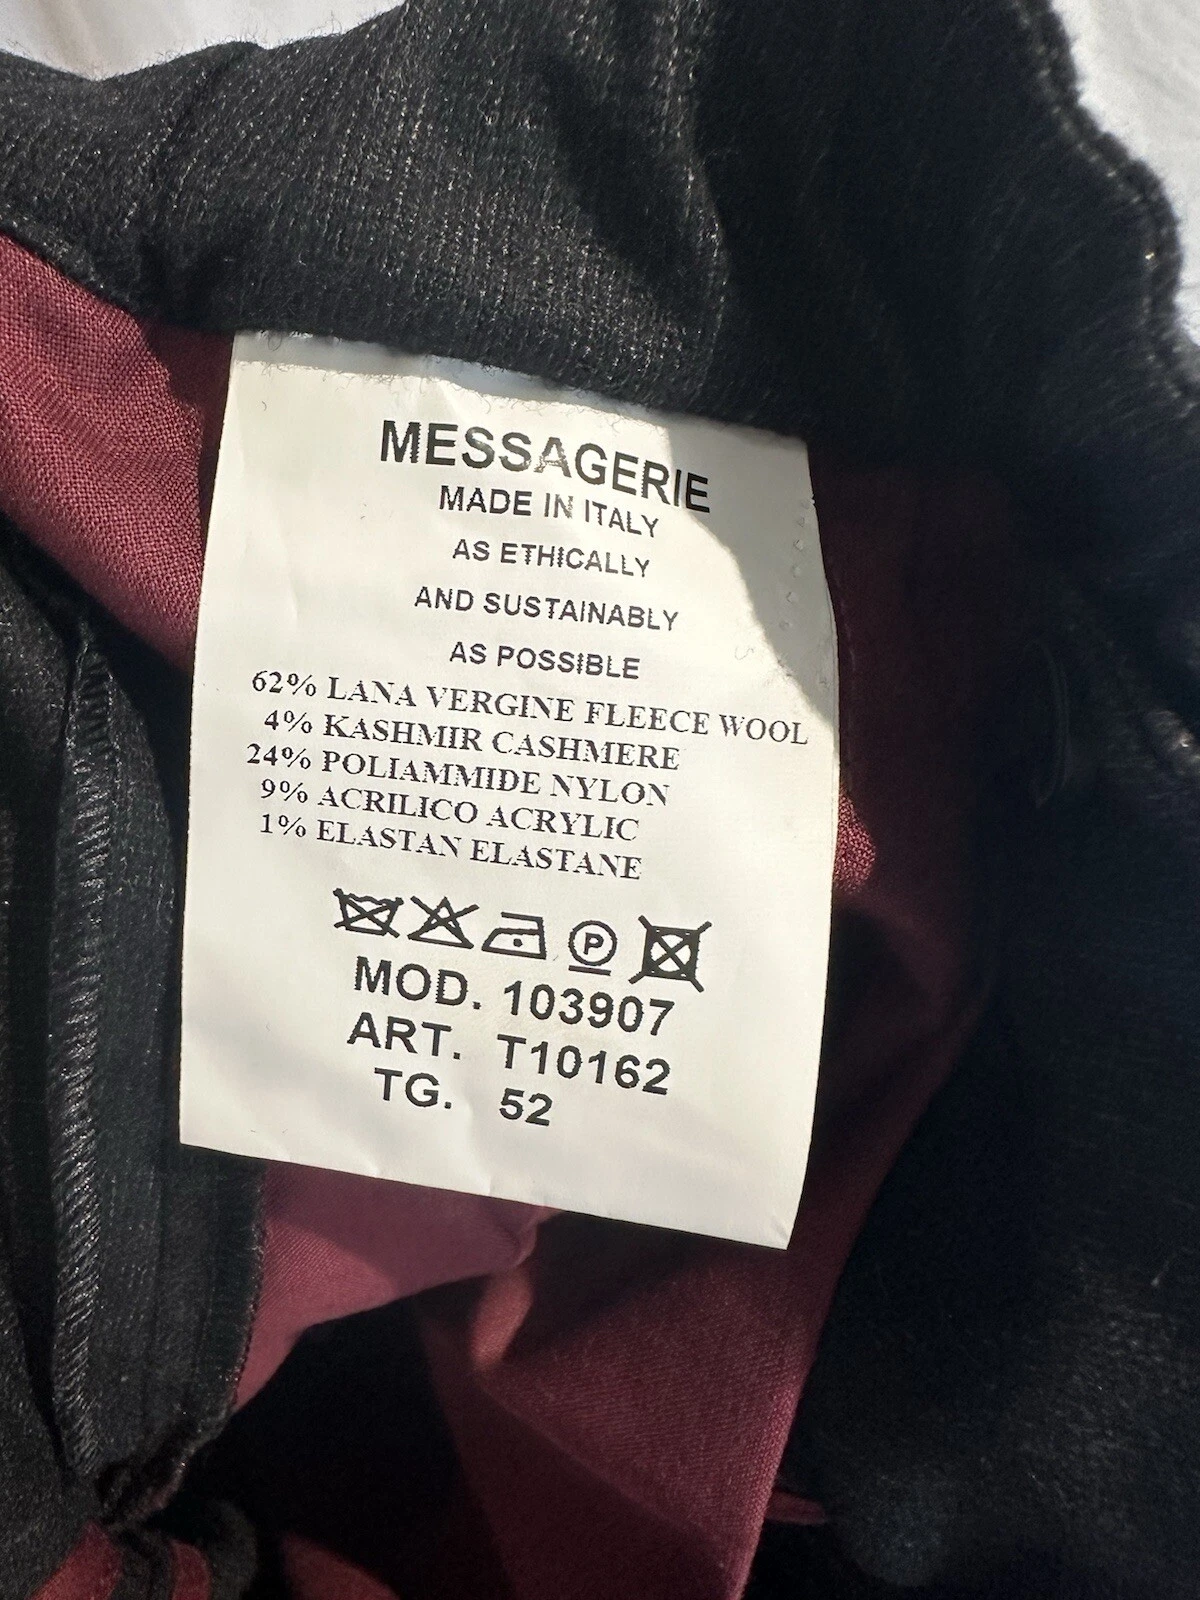 MESSAGERIE
MADE IN ITALY
AS ETHICALLY
AND SUSTAINABLY
AS POSSIBLE
62% LANA VERGINE FLEECE WOOL
4% KASHMIR CASHMERE
24% POLIAMMIDE NYLON
9% ACRILICO ACRYLIC
1% ELASTAN ELASTANE
P
MOD. 103907
ART. T10162
TG. 52